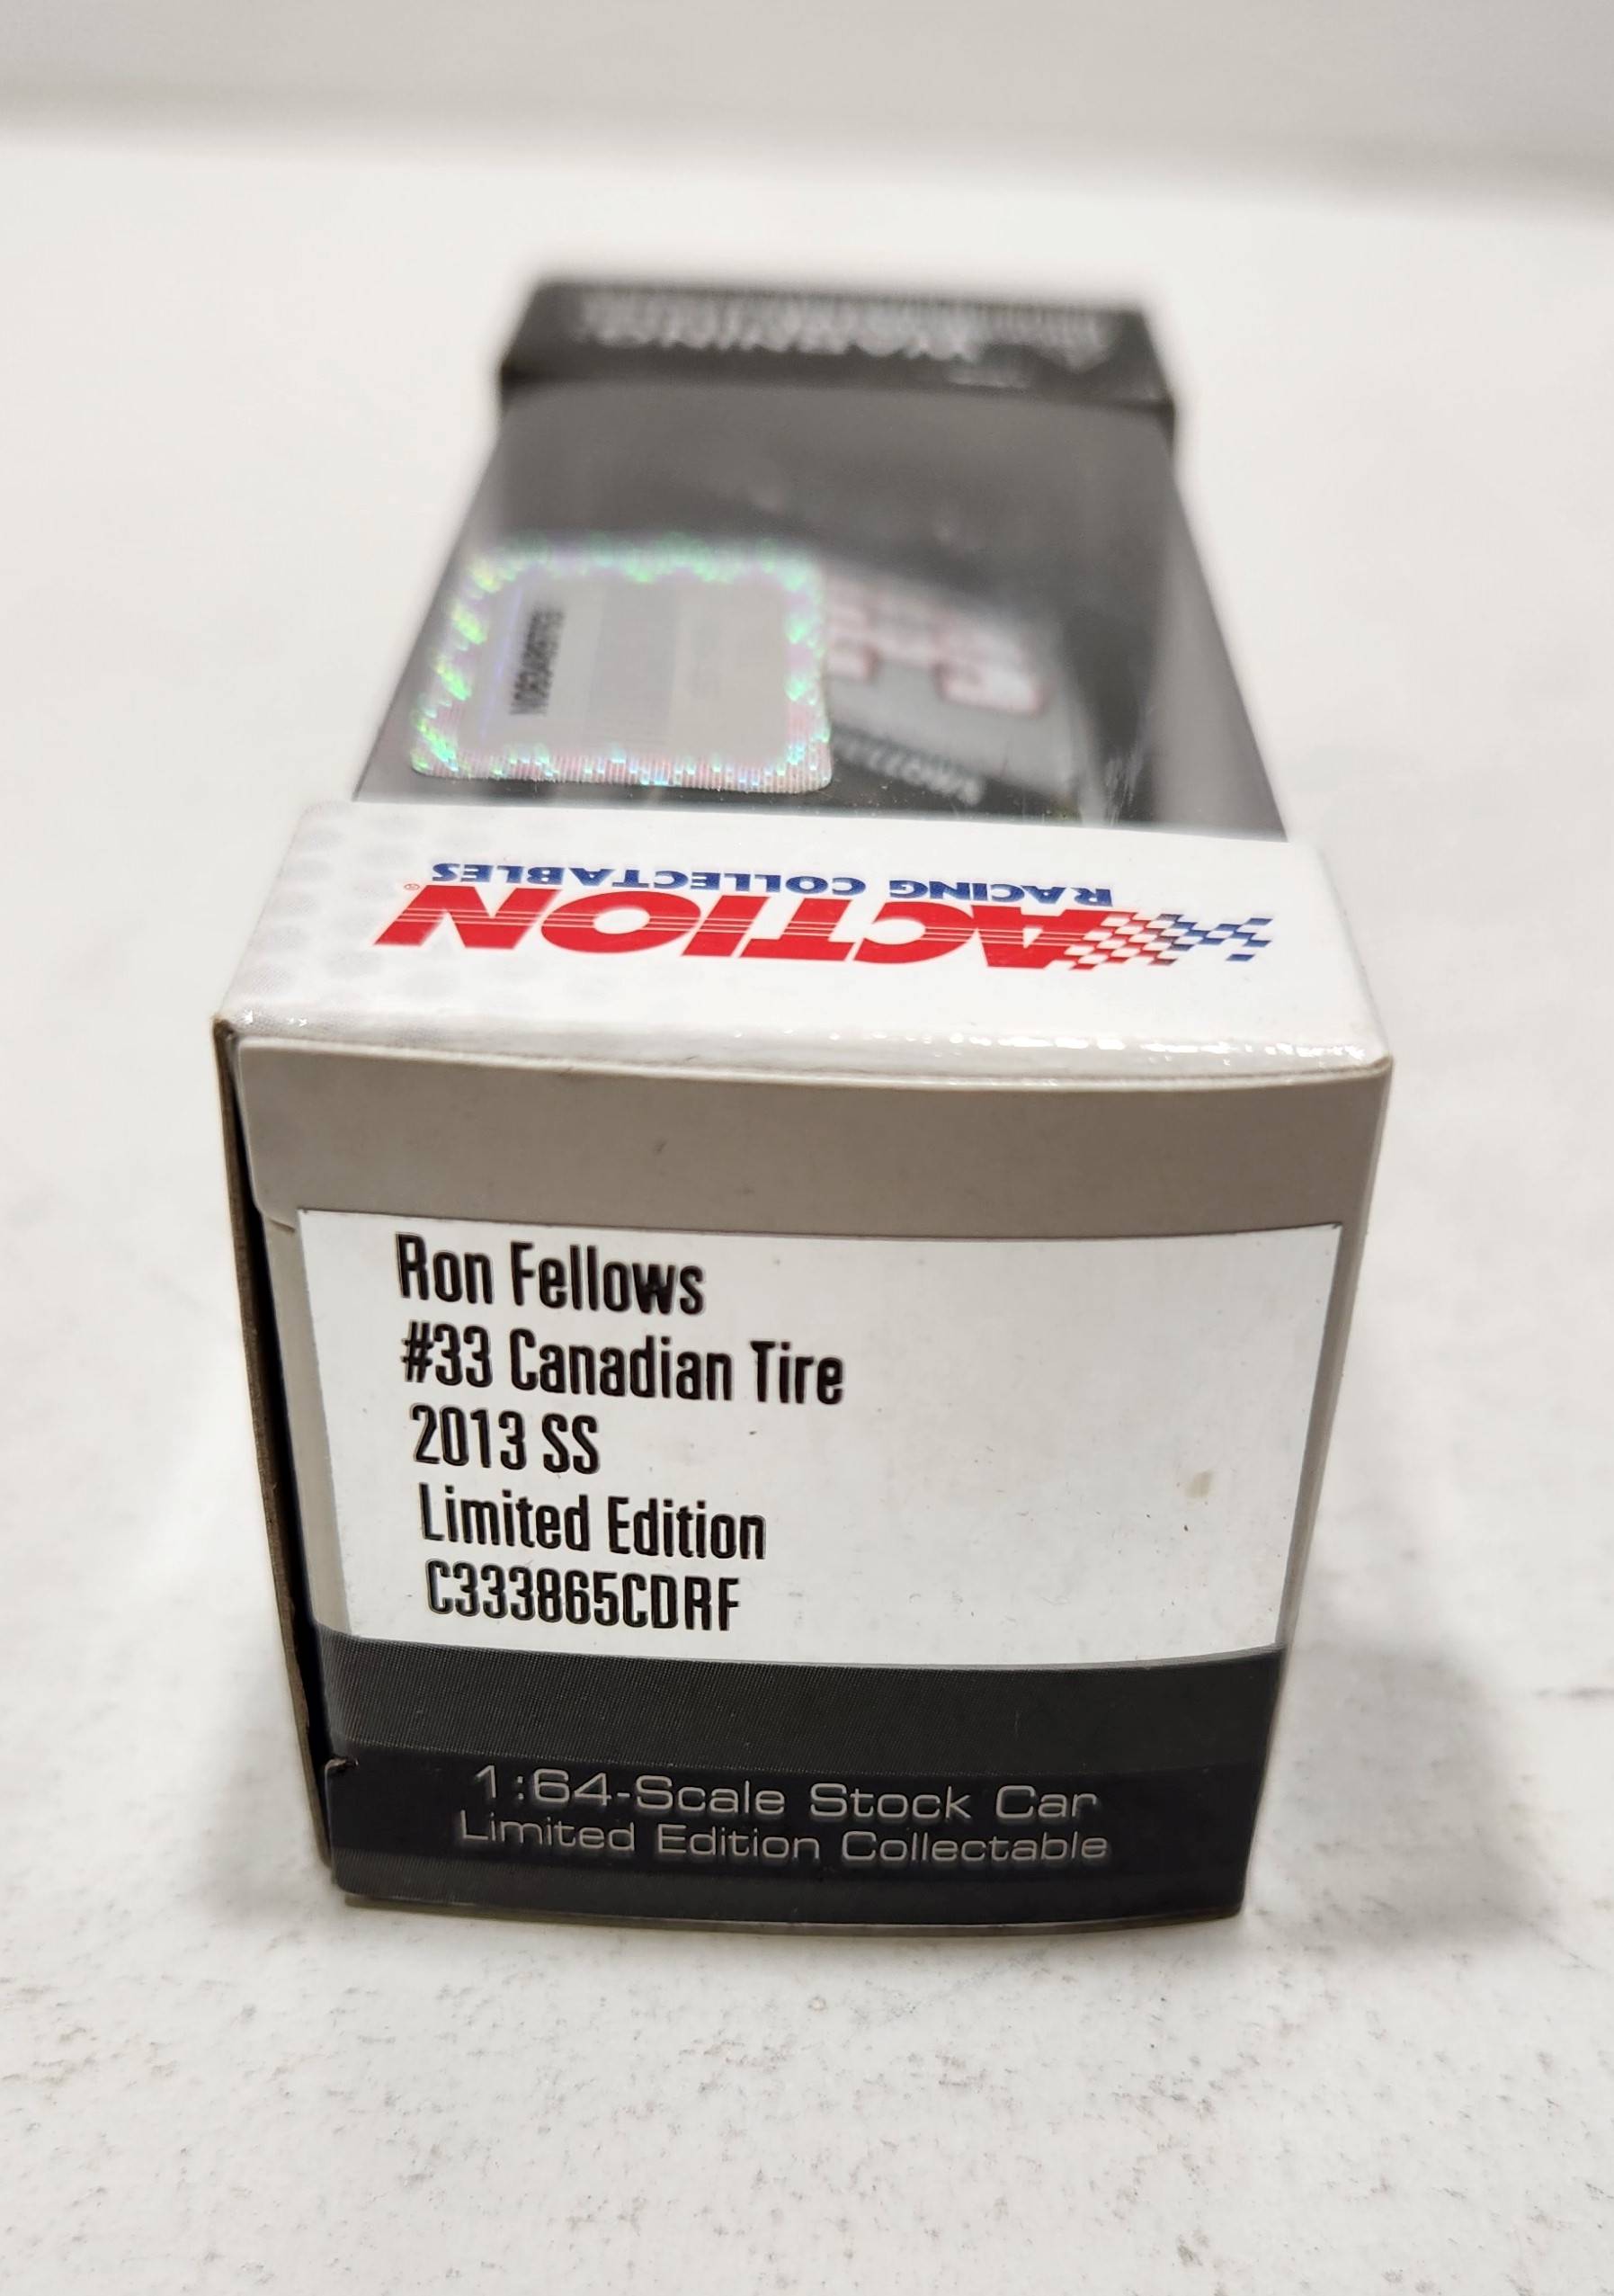 WARNING:
ACTION®
RACING COLLECTABLES
Ron Fellows
#33 Canadian Tire
2013 SS
Limited Edition
C333865CDRF
1:64-Scale Stock Car
Limited Edition Collectable